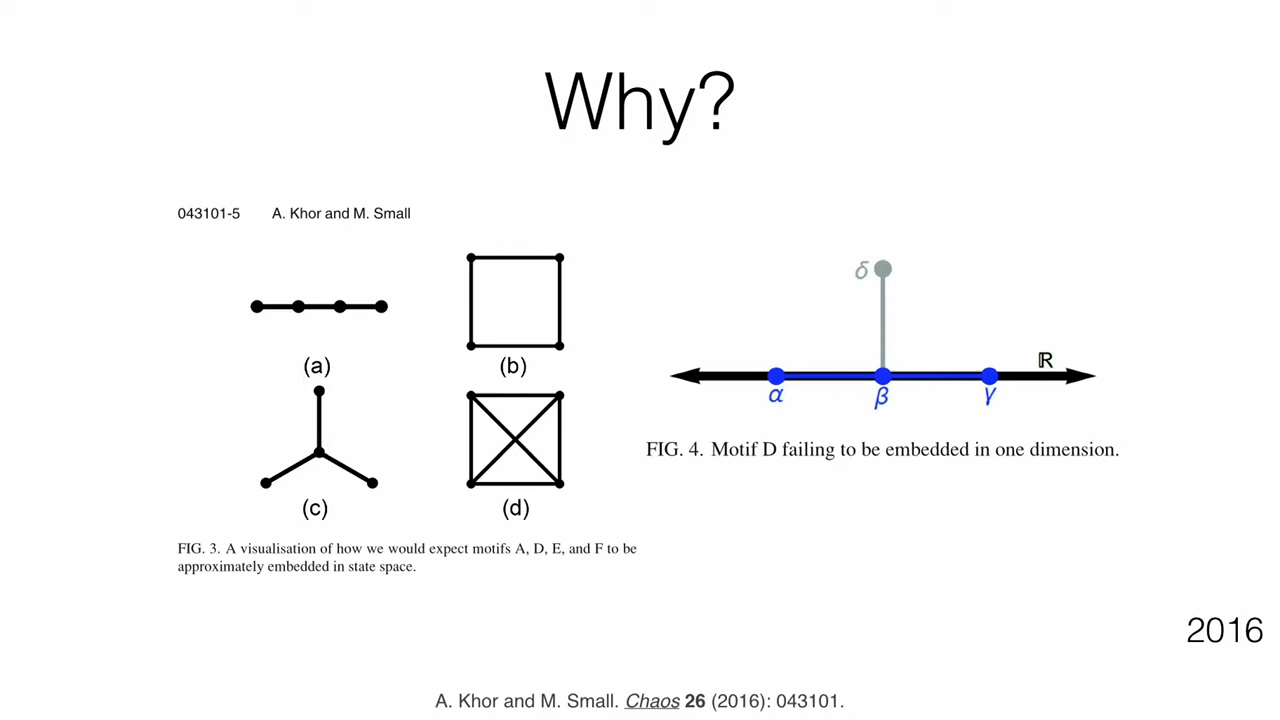 Why?
043101-5 A. Khor and M. Small
(a)
(b)
(c)
(d)
FIG. 3. A visualisation of how we would expect motifs A, D, E, and F to be
approximately embedded in state space.
δ
ℝ
α β γ
FIG. 4. Motif D failing to be embedded in one dimension.
2016
A. Khor and M. Small. Chaos 26 (2016): 043101.